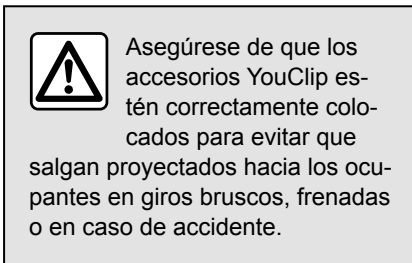 Asegúrese de que los
accesorios YouClip es-
tén correctamente colo-
cados para evitar que
salgan proyectados hacia los ocu-
pantes en giros bruscos, frenadas
o en caso de accidente.